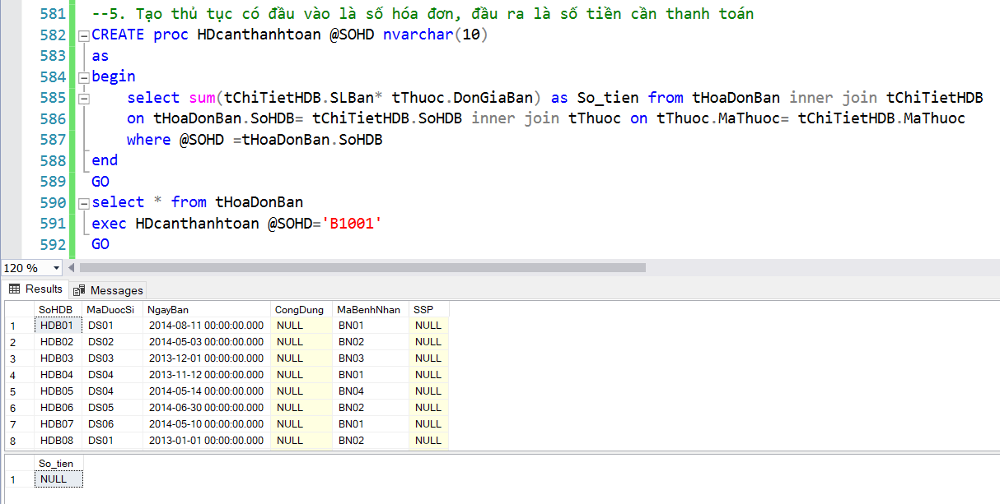 581 --5. Tạo thủ tục có đầu vào là số hóa đơn, đầu ra là số tiền cần thanh toán
582 CREATE proc HDcanthanhtoan @SOHD nvarchar(10)
583 as
584 begin
585 select sum(tChiTietHDB.SLBan* tThuoc.DonGiaBan) as So_tien from tHoaDonBan inner join tChiTietHDB
586 on tHoaDonBan.SoHDB= tChiTietHDB.SoHDB inner join tThuoc on tThuoc.MaThuoc= tChiTietHDB.MaThuoc
587 where @SOHD =tHoaDonBan.SoHDB
588 end
589 GO
590 select * from tHoaDonBan
591 exec HDcanthanhtoan @SOHD='B1001'
592 GO
120 %
Results Messages
SoHDB MaDuocSi NgayBan CongDung MaBenhNhan SSP
1 HDB01 DS01 2014-08-11 00:00:00.000 NULL BN01 NULL
2 HDB02 DS02 2014-05-03 00:00:00.000 NULL BN02 NULL
3 HDB03 DS03 2013-12-01 00:00:00.000 NULL BN03 NULL
4 HDB04 DS04 2013-11-12 00:00:00.000 NULL BN01 NULL
5 HDB05 DS04 2014-05-14 00:00:00.000 NULL BN04 NULL
6 HDB06 DS05 2014-06-30 00:00:00.000 NULL BN02 NULL
7 HDB07 DS06 2014-05-10 00:00:00.000 NULL BN01 NULL
8 HDB08 DS01 2013-01-01 00:00:00.000 NULL BN02 NULL
So_tien
1 NULL